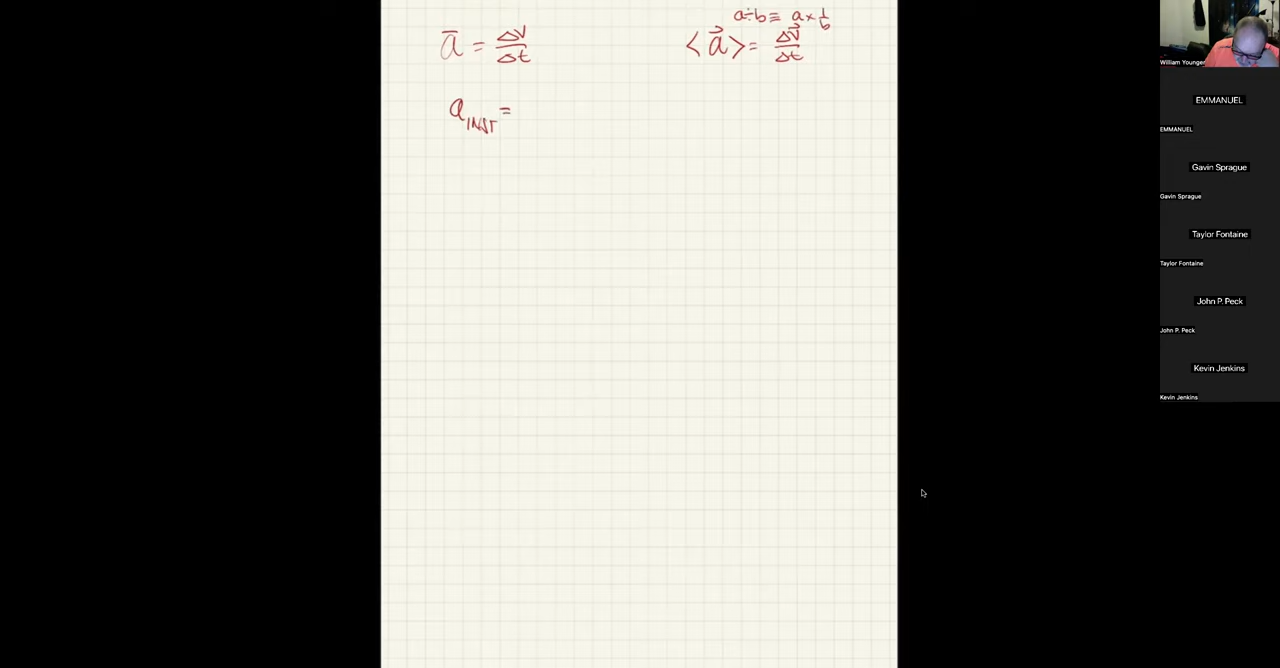 a÷b ≡ a × 1/b
ā = ΔV/Δt
<a⃗> = ΔV⃗/Δt
a_INST =
William Younger
EMMANUEL
EMMANUEL
Gavin Sprague
Gavin Sprague
Taylor Fontaine
Taylor Fontaine
John P. Peck
John P. Peck
Kevin Jenkins
Kevin Jenkins